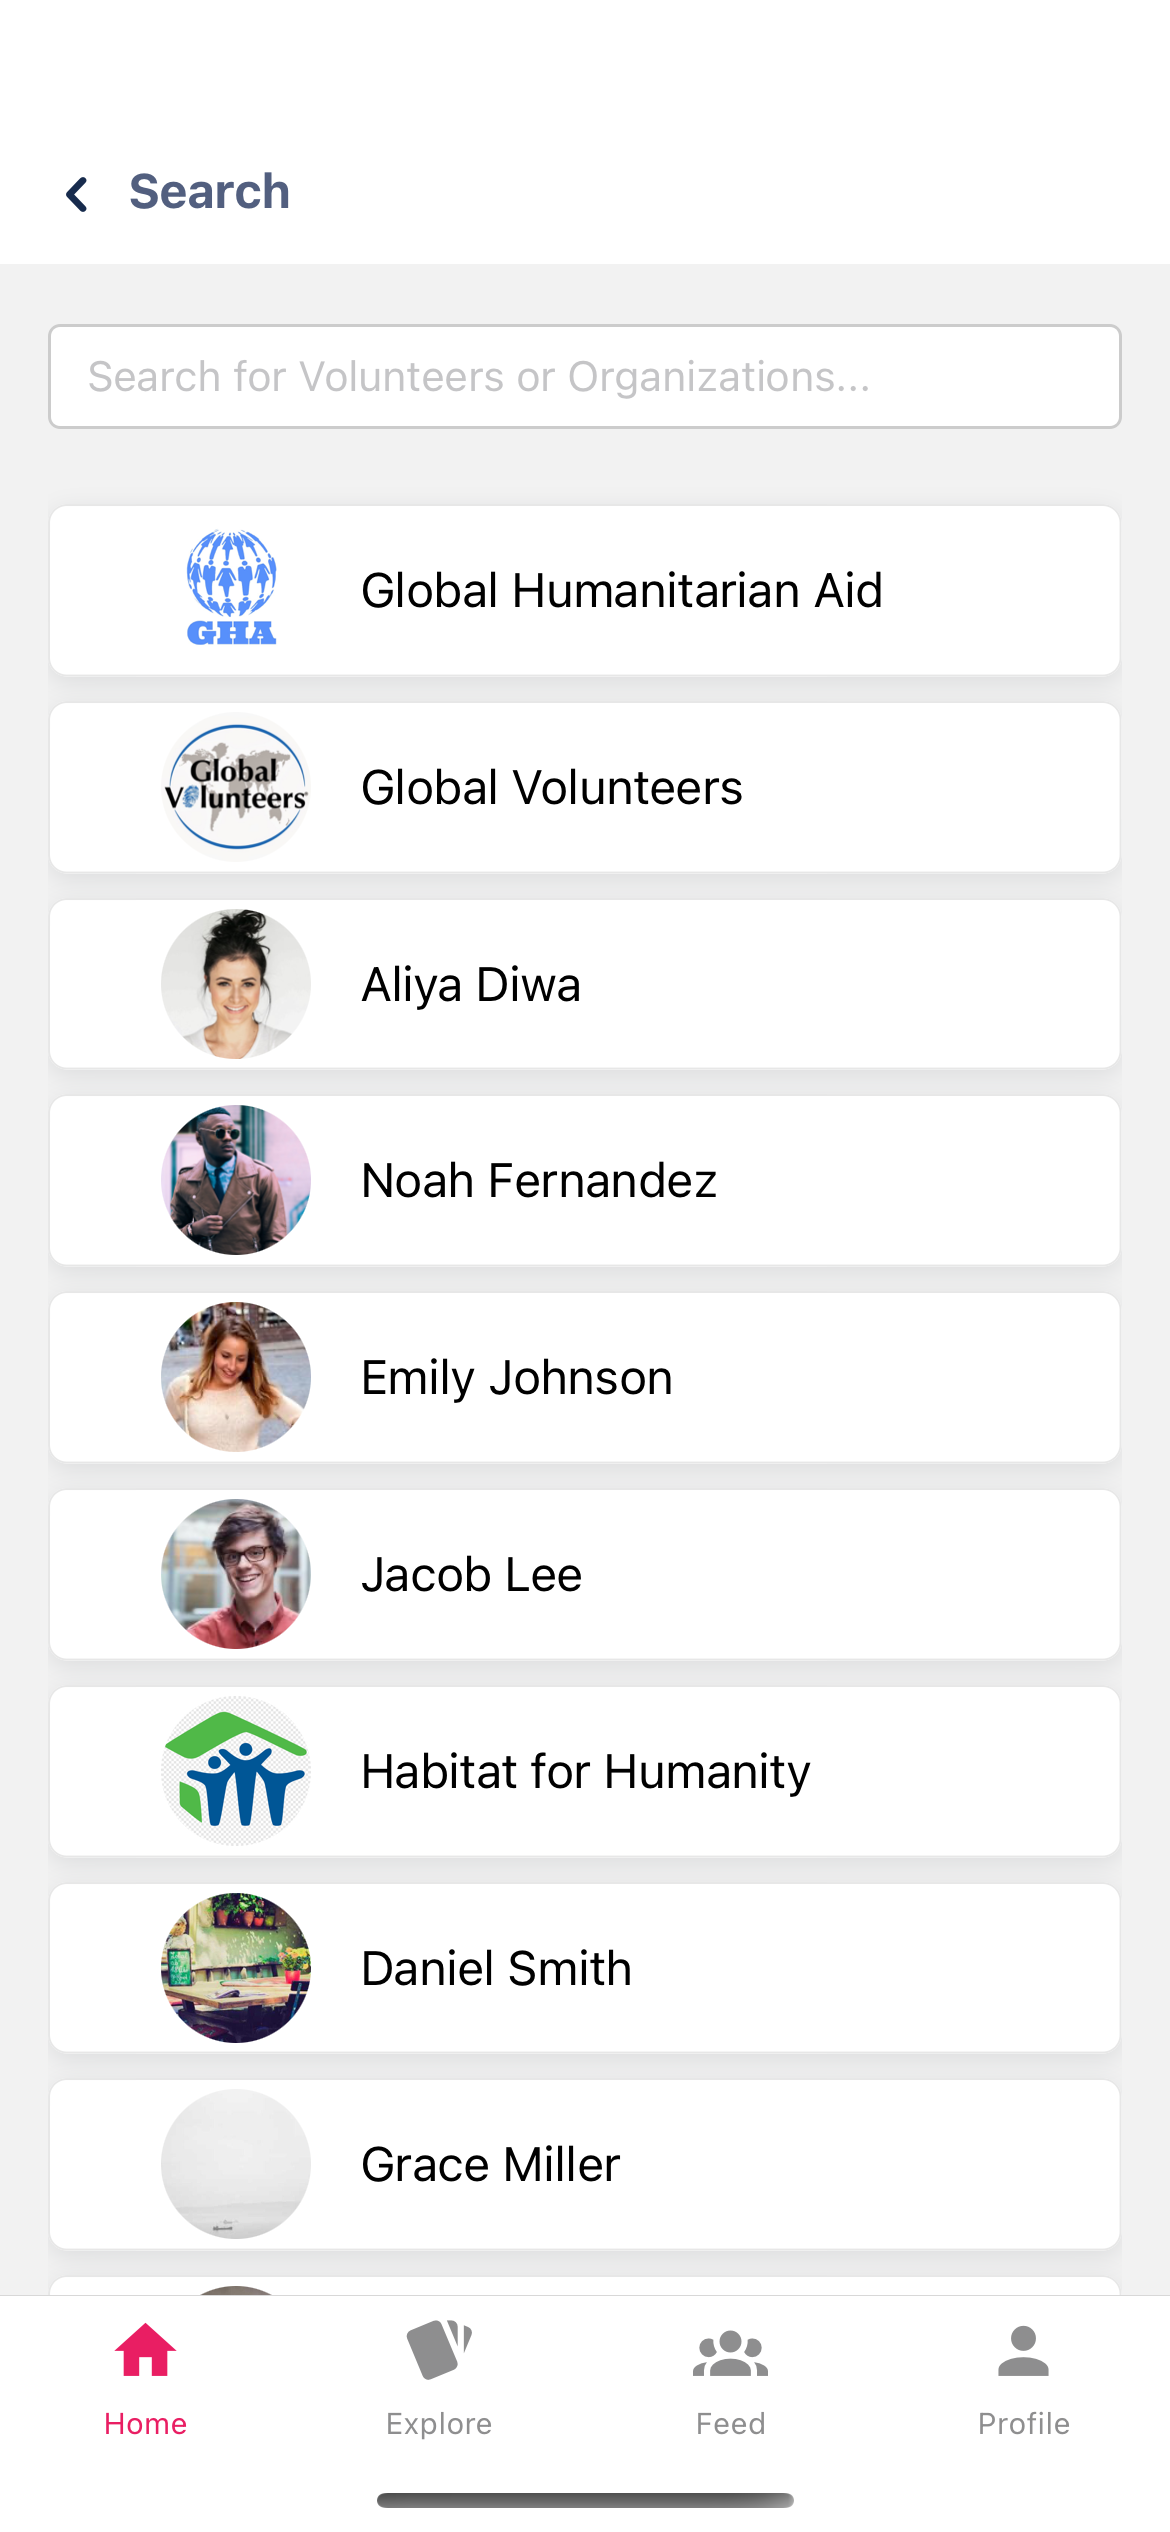 Search
Search for Volunteers or Organizations...
GHA
Global Humanitarian Aid
Global
Volunteers
Global Volunteers
Aliya Diwa
Noah Fernandez
Emily Johnson
Jacob Lee
Habitat for Humanity
Daniel Smith
Grace Miller
Home
Explore
Feed
Profile